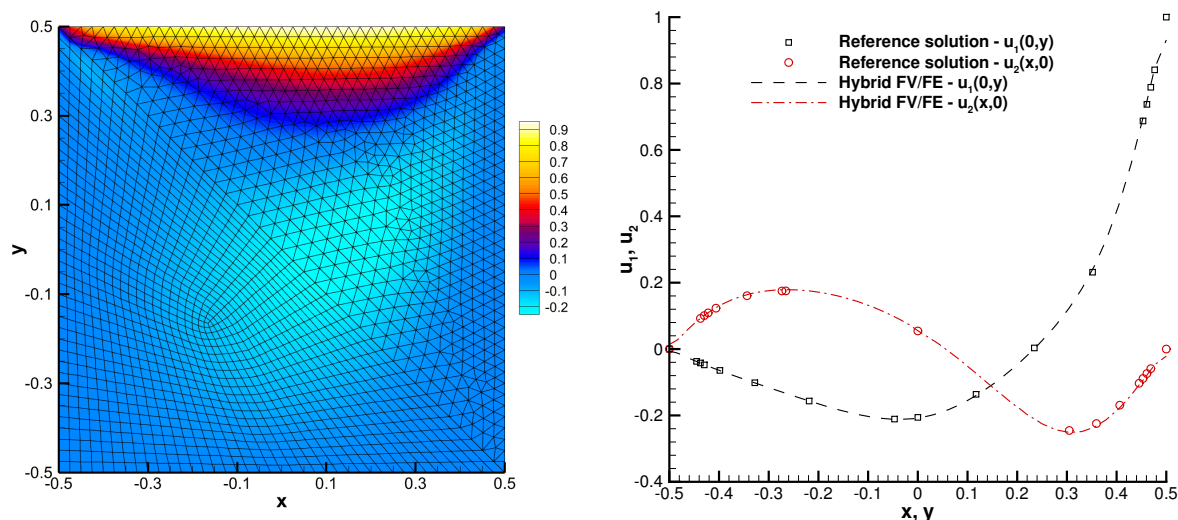 0.5
0.3
0.1
-0.1
-0.3
-0.5
y
-0.5 -0.3 -0.1 0.1 0.3 0.5
x
0.9
0.8
0.7
0.6
0.5
0.4
0.3
0.2
0.1
0
-0.1
-0.2
1
0.8
0.6
0.4
0.2
0
-0.2
-0.4
u₁, u₂
Reference solution - u₁(0,y)
Reference solution - u₂(x,0)
Hybrid FV/FE - u₁(0,y)
Hybrid FV/FE - u₂(x,0)
-0.5 -0.4 -0.3 -0.2 -0.1 0 0.1 0.2 0.3 0.4 0.5
x, y